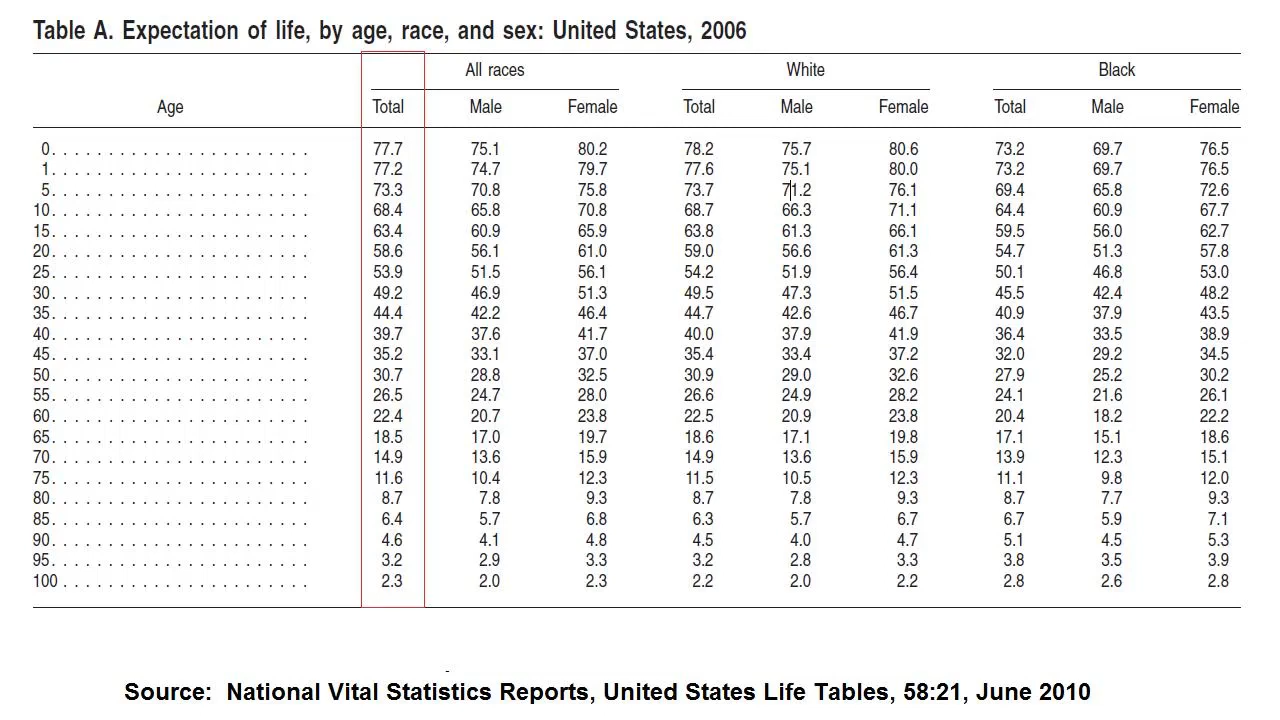 Table A. Expectation of life, by age, race, and sex: United States, 2006
All races White Black
Age Total Male Female Total Male Female Total Male Female
0. . . . . . . . . . . . . . . . . . . . . . . 77.7 75.1 80.2 78.2 75.7 80.6 73.2 69.7 76.5
1. . . . . . . . . . . . . . . . . . . . . . . 77.2 74.7 79.7 77.6 75.1 80.0 73.2 69.7 76.5
5. . . . . . . . . . . . . . . . . . . . . . . 73.3 70.8 75.8 73.7 71.2 76.1 69.4 65.8 72.6
10. . . . . . . . . . . . . . . . . . . . . . . 68.4 65.8 70.8 68.7 66.3 71.1 64.4 60.9 67.7
15. . . . . . . . . . . . . . . . . . . . . . . 63.4 60.9 65.9 63.8 61.3 66.1 59.5 56.0 62.7
20. . . . . . . . . . . . . . . . . . . . . . . 58.6 56.1 61.0 59.0 56.6 61.3 54.7 51.3 57.8
25. . . . . . . . . . . . . . . . . . . . . . . 53.9 51.5 56.1 54.2 51.9 56.4 50.1 46.8 53.0
30. . . . . . . . . . . . . . . . . . . . . . . 49.2 46.9 51.3 49.5 47.3 51.5 45.5 42.4 48.2
35. . . . . . . . . . . . . . . . . . . . . . . 44.4 42.2 46.4 44.7 42.6 46.7 40.9 37.9 43.5
40. . . . . . . . . . . . . . . . . . . . . . . 39.7 37.6 41.7 40.0 37.9 41.9 36.4 33.5 38.9
45. . . . . . . . . . . . . . . . . . . . . . . 35.2 33.1 37.0 35.4 33.4 37.2 32.0 29.2 34.5
50. . . . . . . . . . . . . . . . . . . . . . . 30.7 28.8 32.5 30.9 29.0 32.6 27.9 25.2 30.2
55. . . . . . . . . . . . . . . . . . . . . . . 26.5 24.7 28.0 26.6 24.9 28.2 24.1 21.6 26.1
60. . . . . . . . . . . . . . . . . . . . . . . 22.4 20.7 23.8 22.5 20.9 23.8 20.4 18.2 22.2
65. . . . . . . . . . . . . . . . . . . . . . . 18.5 17.0 19.7 18.6 17.1 19.8 17.1 15.1 18.6
70. . . . . . . . . . . . . . . . . . . . . . . 14.9 13.6 15.9 14.9 13.6 15.9 13.9 12.3 15.1
75. . . . . . . . . . . . . . . . . . . . . . . 11.6 10.4 12.3 11.5 10.5 12.3 11.1 9.8 12.0
80. . . . . . . . . . . . . . . . . . . . . . . 8.7 7.8 9.3 8.7 7.8 9.3 8.7 7.7 9.3
85. . . . . . . . . . . . . . . . . . . . . . . 6.4 5.7 6.8 6.3 5.7 6.7 6.7 5.9 7.1
90. . . . . . . . . . . . . . . . . . . . . . . 4.6 4.1 4.8 4.5 4.0 4.7 5.1 4.5 5.3
95. . . . . . . . . . . . . . . . . . . . . . . 3.2 2.9 3.3 3.2 2.8 3.3 3.8 3.5 3.9
100 . . . . . . . . . . . . . . . . . . . . . . 2.3 2.0 2.3 2.2 2.0 2.2 2.8 2.6 2.8
Source: National Vital Statistics Reports, United States Life Tables, 58:21, June 2010